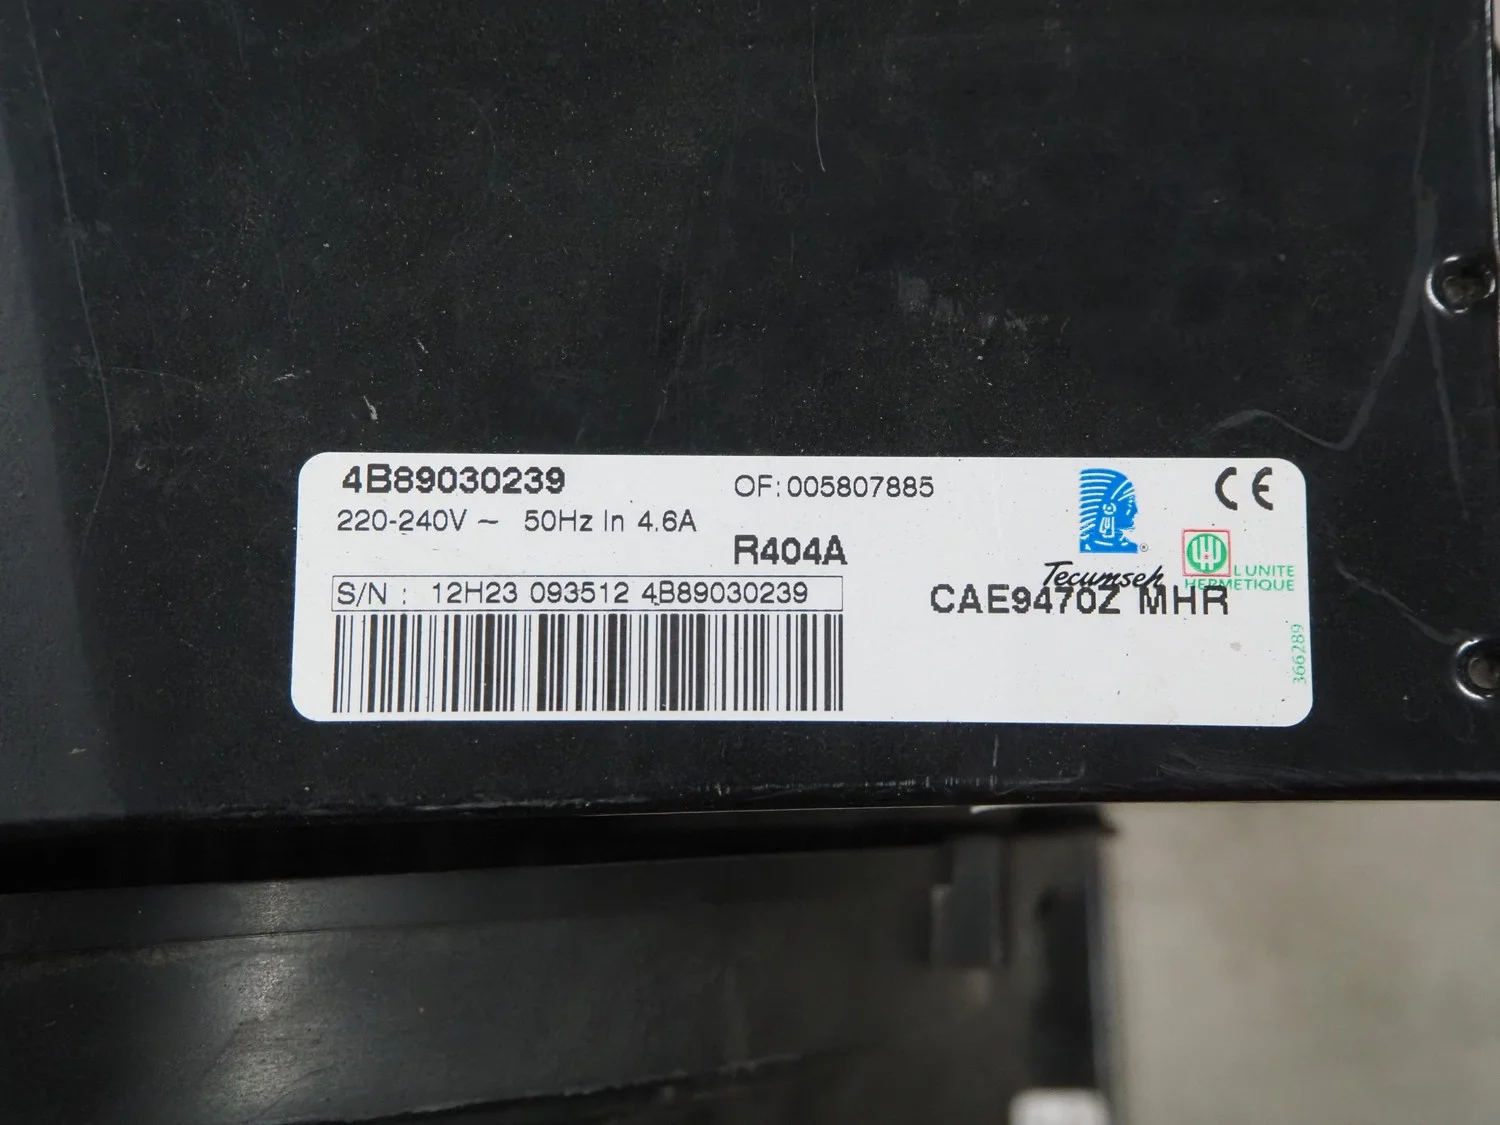 4B89030239
OF: 005807885
CE
220-240V ~ 50Hz In 4.6A
R404A
®
Tecumseh
L'UNITE
HERMETIQUE
S/N : 12H23 093512 4B89030239
CAE9470Z MHR
366289